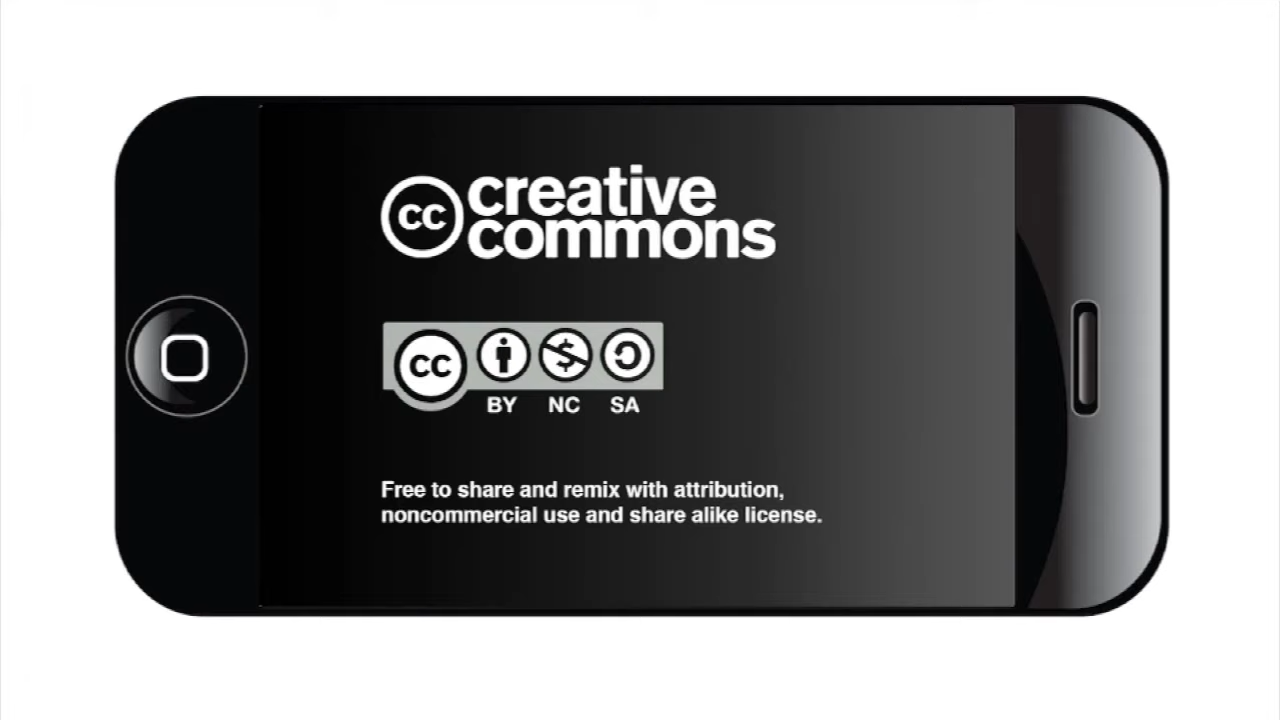 cc creative
commons
cc
BY NC SA
Free to share and remix with attribution,
noncommercial use and share alike license.